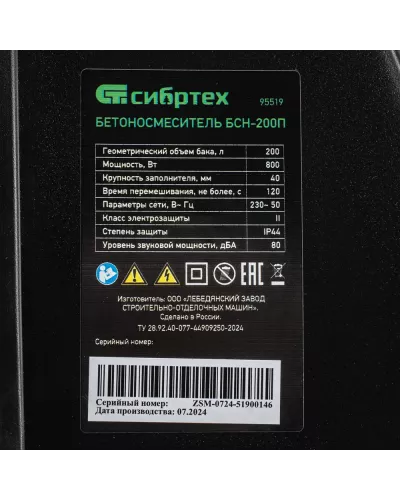 сибртех 95519
БЕТОНОСМЕСИТЕЛЬ БСН-200П
Геометрический объем бака, л 200
Мощность, Вт 800
Крупность заполнителя, мм 40
Время перемешивания, не более, с 120
Параметры сети, В~ Гц 230~ 50
Класс электрозащиты II
Степень защиты IP44
Уровень звуковой мощности, дБА 80
EAC
Изготовитель: ООО «ЛЕБЕДЯНСКИЙ ЗАВОД
СТРОИТЕЛЬНО-ОТДЕЛОЧНЫХ МАШИН».
Сделано в России.
ТУ 28.92.40-077-44909250-2024
Серийный номер:
Серийный номер: ZSM-0724-51900146
Дата производства: 07.2024